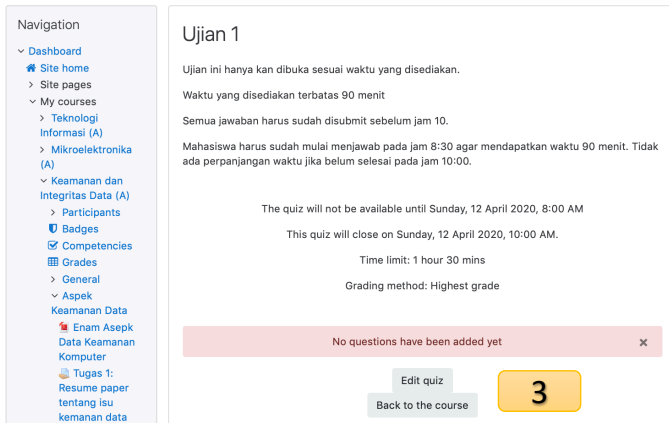 Navigation
Dashboard
Site home
Site pages
My courses
Teknologi
Informasi (A)
Mikroelektronika
(A)
Keamanan dan
Integritas Data (A)
Participants
Badges
Competencies
Grades
General
Aspek
Keamanan Data
Enam Asepk
Data Keamanan
Komputer
Tugas 1:
Resume paper
tentang isu
kemanan data
Ujian 1
Ujian ini hanya kan dibuka sesuai waktu yang disediakan.
Waktu yang disediakan terbatas 90 menit
Semua jawaban harus sudah disubmit sebelum jam 10.
Mahasiswa harus sudah mulai menjawab pada jam 8:30 agar mendapatkan waktu 90 menit. Tidak
ada perpanjangan waktu jika belum selesai pada jam 10:00.
The quiz will not be available until Sunday, 12 April 2020, 8:00 AM
This quiz will close on Sunday, 12 April 2020, 10:00 AM.
Time limit: 1 hour 30 mins
Grading method: Highest grade
No questions have been added yet
Edit quiz
Back to the course
3